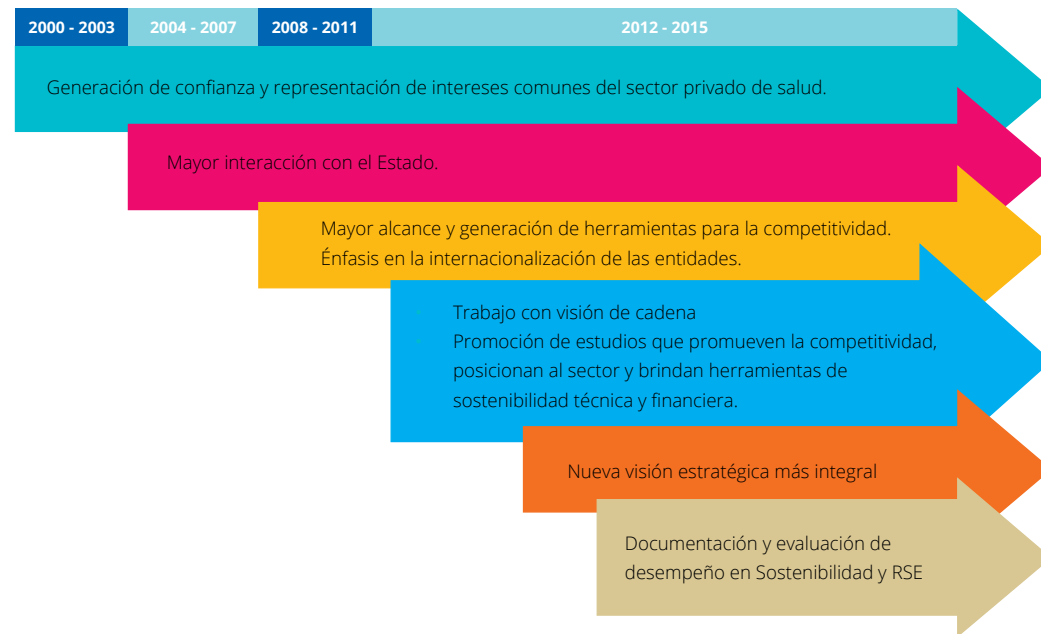 2000 - 2003
2004 - 2007
2008 - 2011
2012 - 2015
Generación de confianza y representación de intereses comunes del sector privado de salud.
Mayor interacción con el Estado.
Mayor alcance y generación de herramientas para la competitividad.
Énfasis en la internacionalización de las entidades.
Trabajo con visión de cadena
Promoción de estudios que promueven la competitividad,
posicionan al sector y brindan herramientas de
sostenibilidad técnica y financiera.
Nueva visión estratégica más integral
Documentación y evaluación de
desempeño en Sostenibilidad y RSE